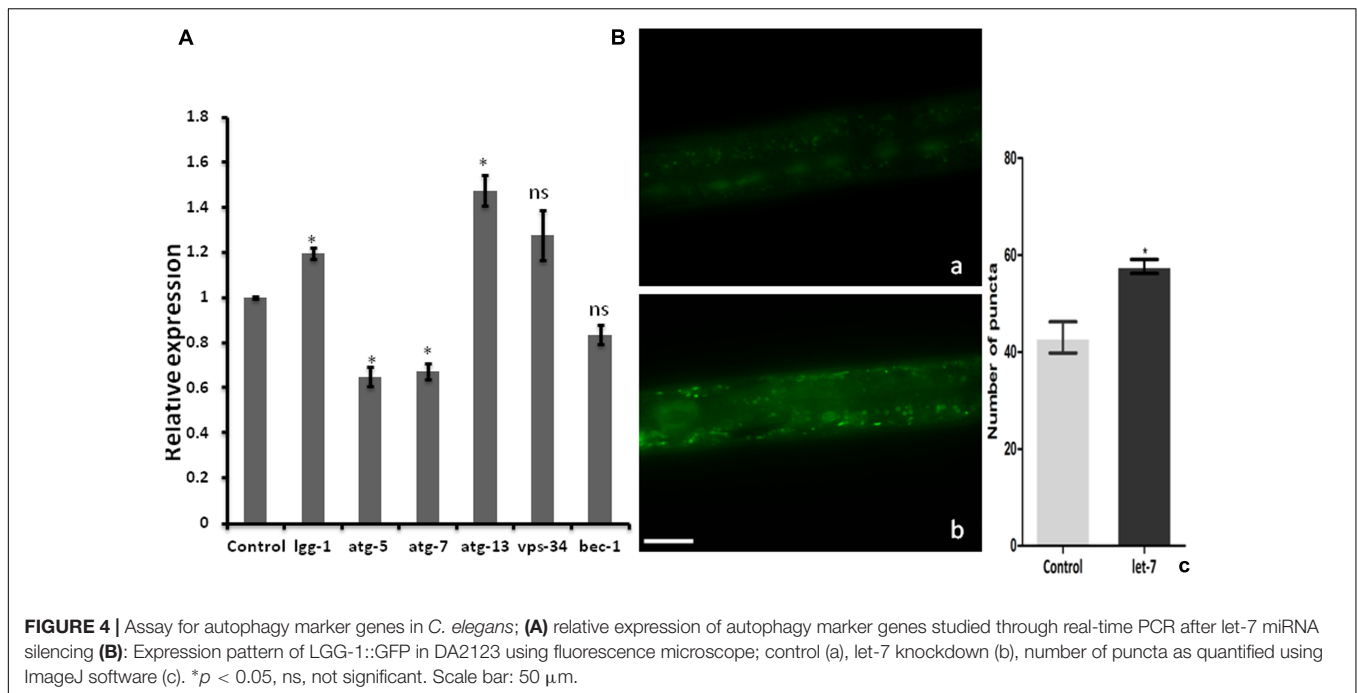 A
B
Relative expression
1.8
1.6
1.4
1.2
1
0.8
0.6
0.4
0.2
0
*
*
*
*
ns
ns
Control lgg-1 atg-5 atg-7 atg-13 vps-34 bec-1
a
b
Number of puncta
80
60
40
20
0
*
Control let-7
c
FIGURE 4 | Assay for autophagy marker genes in C. elegans; (A) relative expression of autophagy marker genes studied through real-time PCR after let-7 miRNA
silencing (B): Expression pattern of LGG-1::GFP in DA2123 using fluorescence microscope; control (a), let-7 knockdown (b), number of puncta as quantified using
ImageJ software (c). *p < 0.05, ns, not significant. Scale bar: 50 μm.